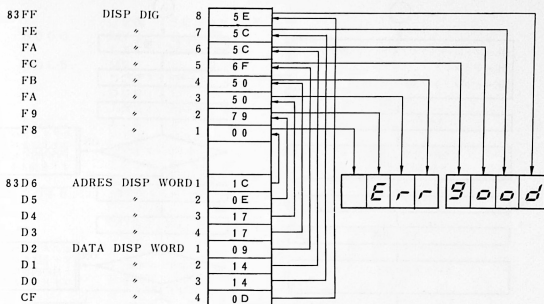 83FF DISP DIG 8 5E
FE 〃 7 5C
FA 〃 6 5C
FC 〃 5 6F
FB 〃 4 50
FA 〃 3 50
F9 〃 2 79
F8 〃 1 00
Err good
83D6 ADRES DISP WORD 1 1C
D5 〃 2 0E
D4 〃 3 17
D3 〃 4 17
D2 DATA DISP WORD 1 09
D1 〃 2 14
D0 〃 3 14
CF 〃 4 0D